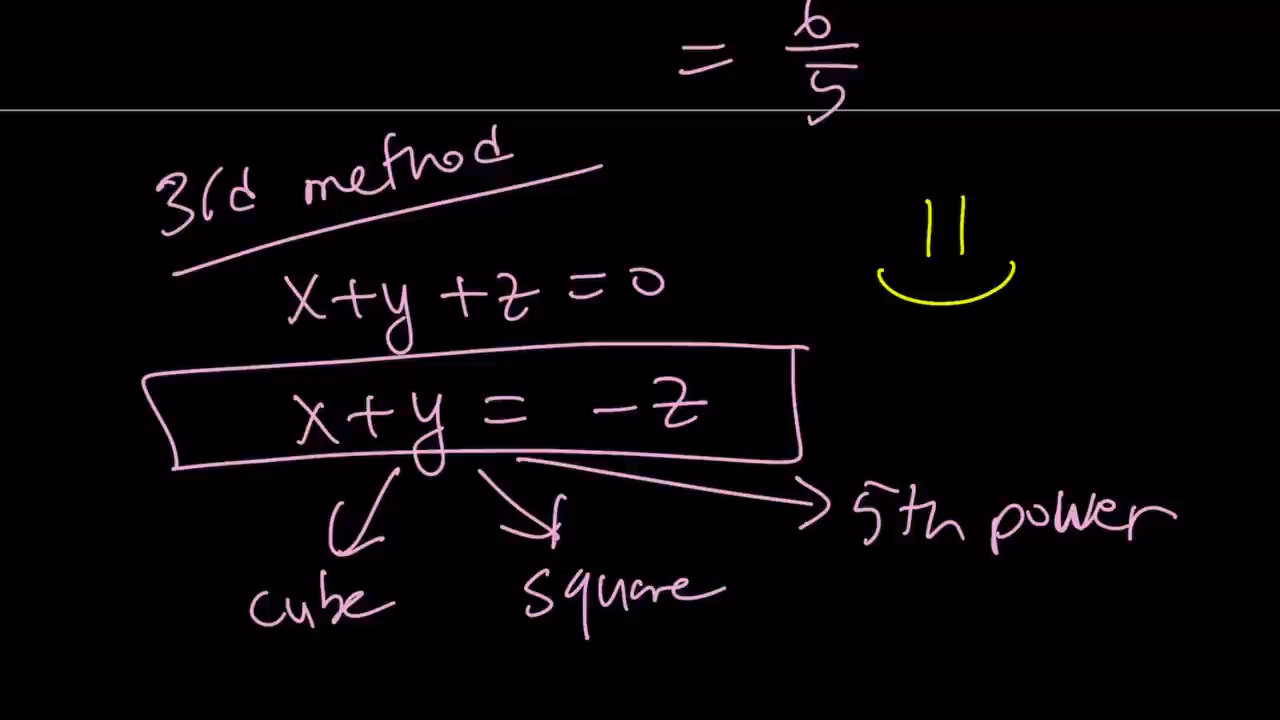 = 6/5
3rd method
x+y+z=0
x+y = -z
5th power
cube square